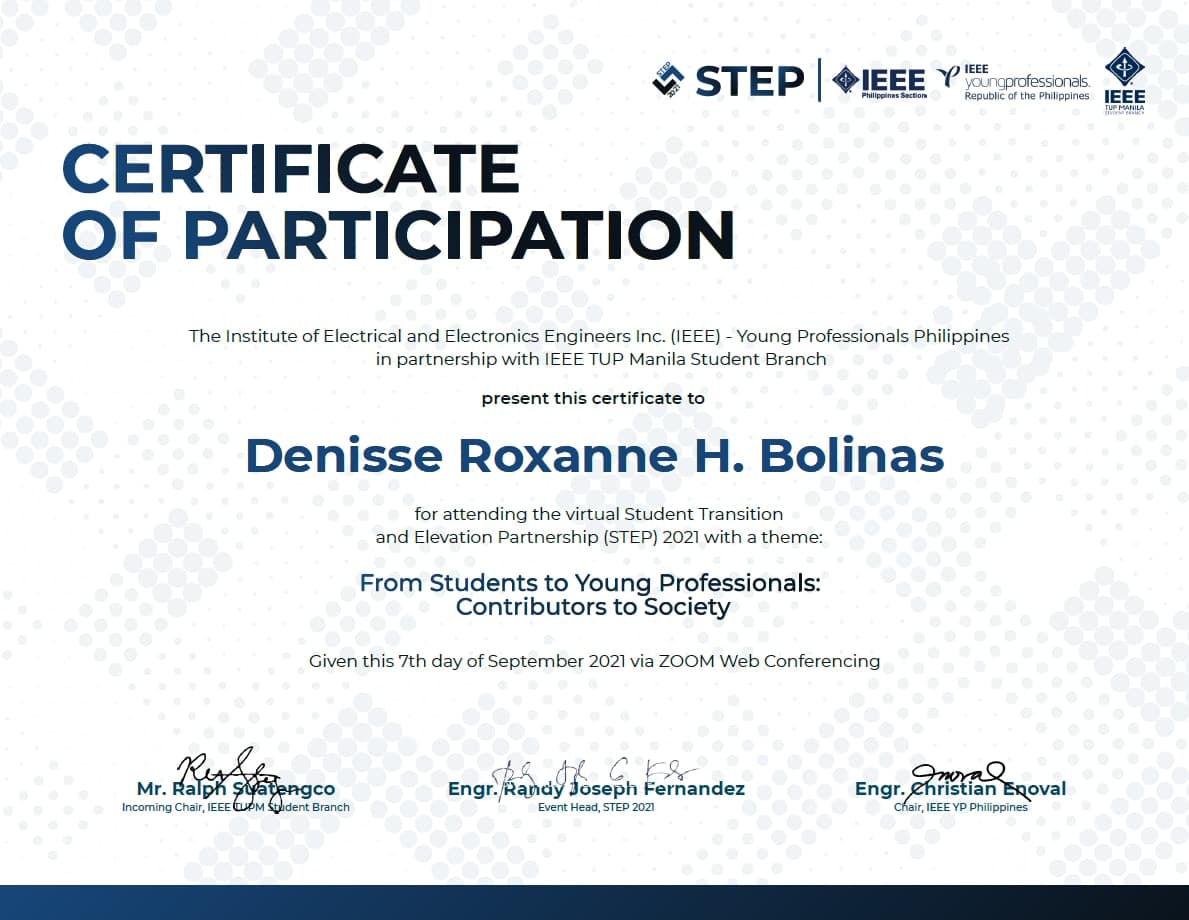 STEP 2021
STEP
IEEE
Philippines Section
IEEE
youngprofessionals.
Republic of the Philippines
IEEE
TUP MANILA
STUDENT BRANCH
CERTIFICATE
OF PARTICIPATION
The Institute of Electrical and Electronics Engineers Inc. (IEEE) - Young Professionals Philippines
in partnership with IEEE TUP Manila Student Branch
present this certificate to
Denisse Roxanne H. Bolinas
for attending the virtual Student Transition
and Elevation Partnership (STEP) 2021 with a theme:
From Students to Young Professionals:
Contributors to Society
Given this 7th day of September 2021 via ZOOM Web Conferencing
Mr. Ralph Suatengco
Incoming Chair, IEEE TUPM Student Branch
Engr. Randy Joseph Fernandez
Event Head, STEP 2021
Engr. Christian Enoval
Chair, IEEE YP Philippines